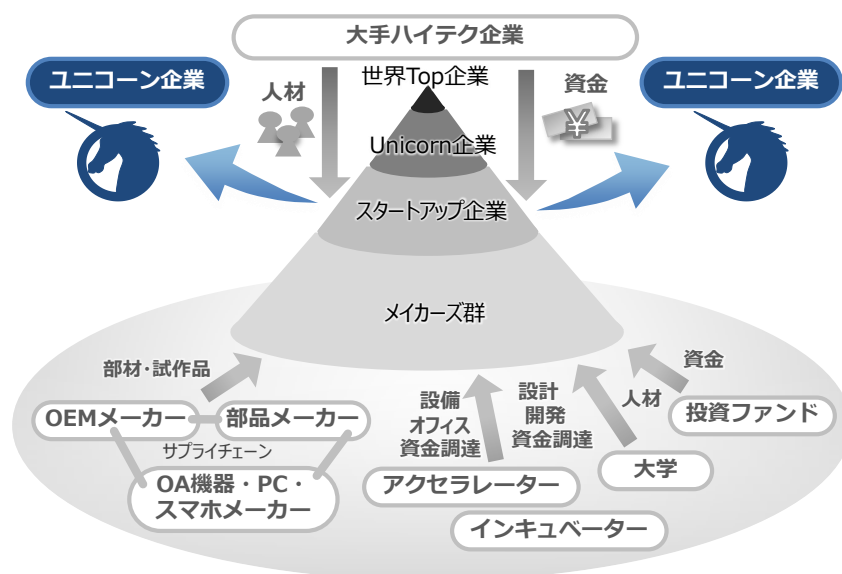 大手ハイテク企業
ユニコーン企業
人材
世界Top企業
資金
¥
ユニコーン企業
Unicorn企業
スタートアップ企業
メイカーズ群
部材・試作品
OEMメーカー
部品メーカー
サプライチェーン
OA機器・PC・
スマホメーカー
設備
オフィス
資金調達
アクセラレーター
設計
開発
資金調達
インキュベーター
人材
大学
資金
投資ファンド